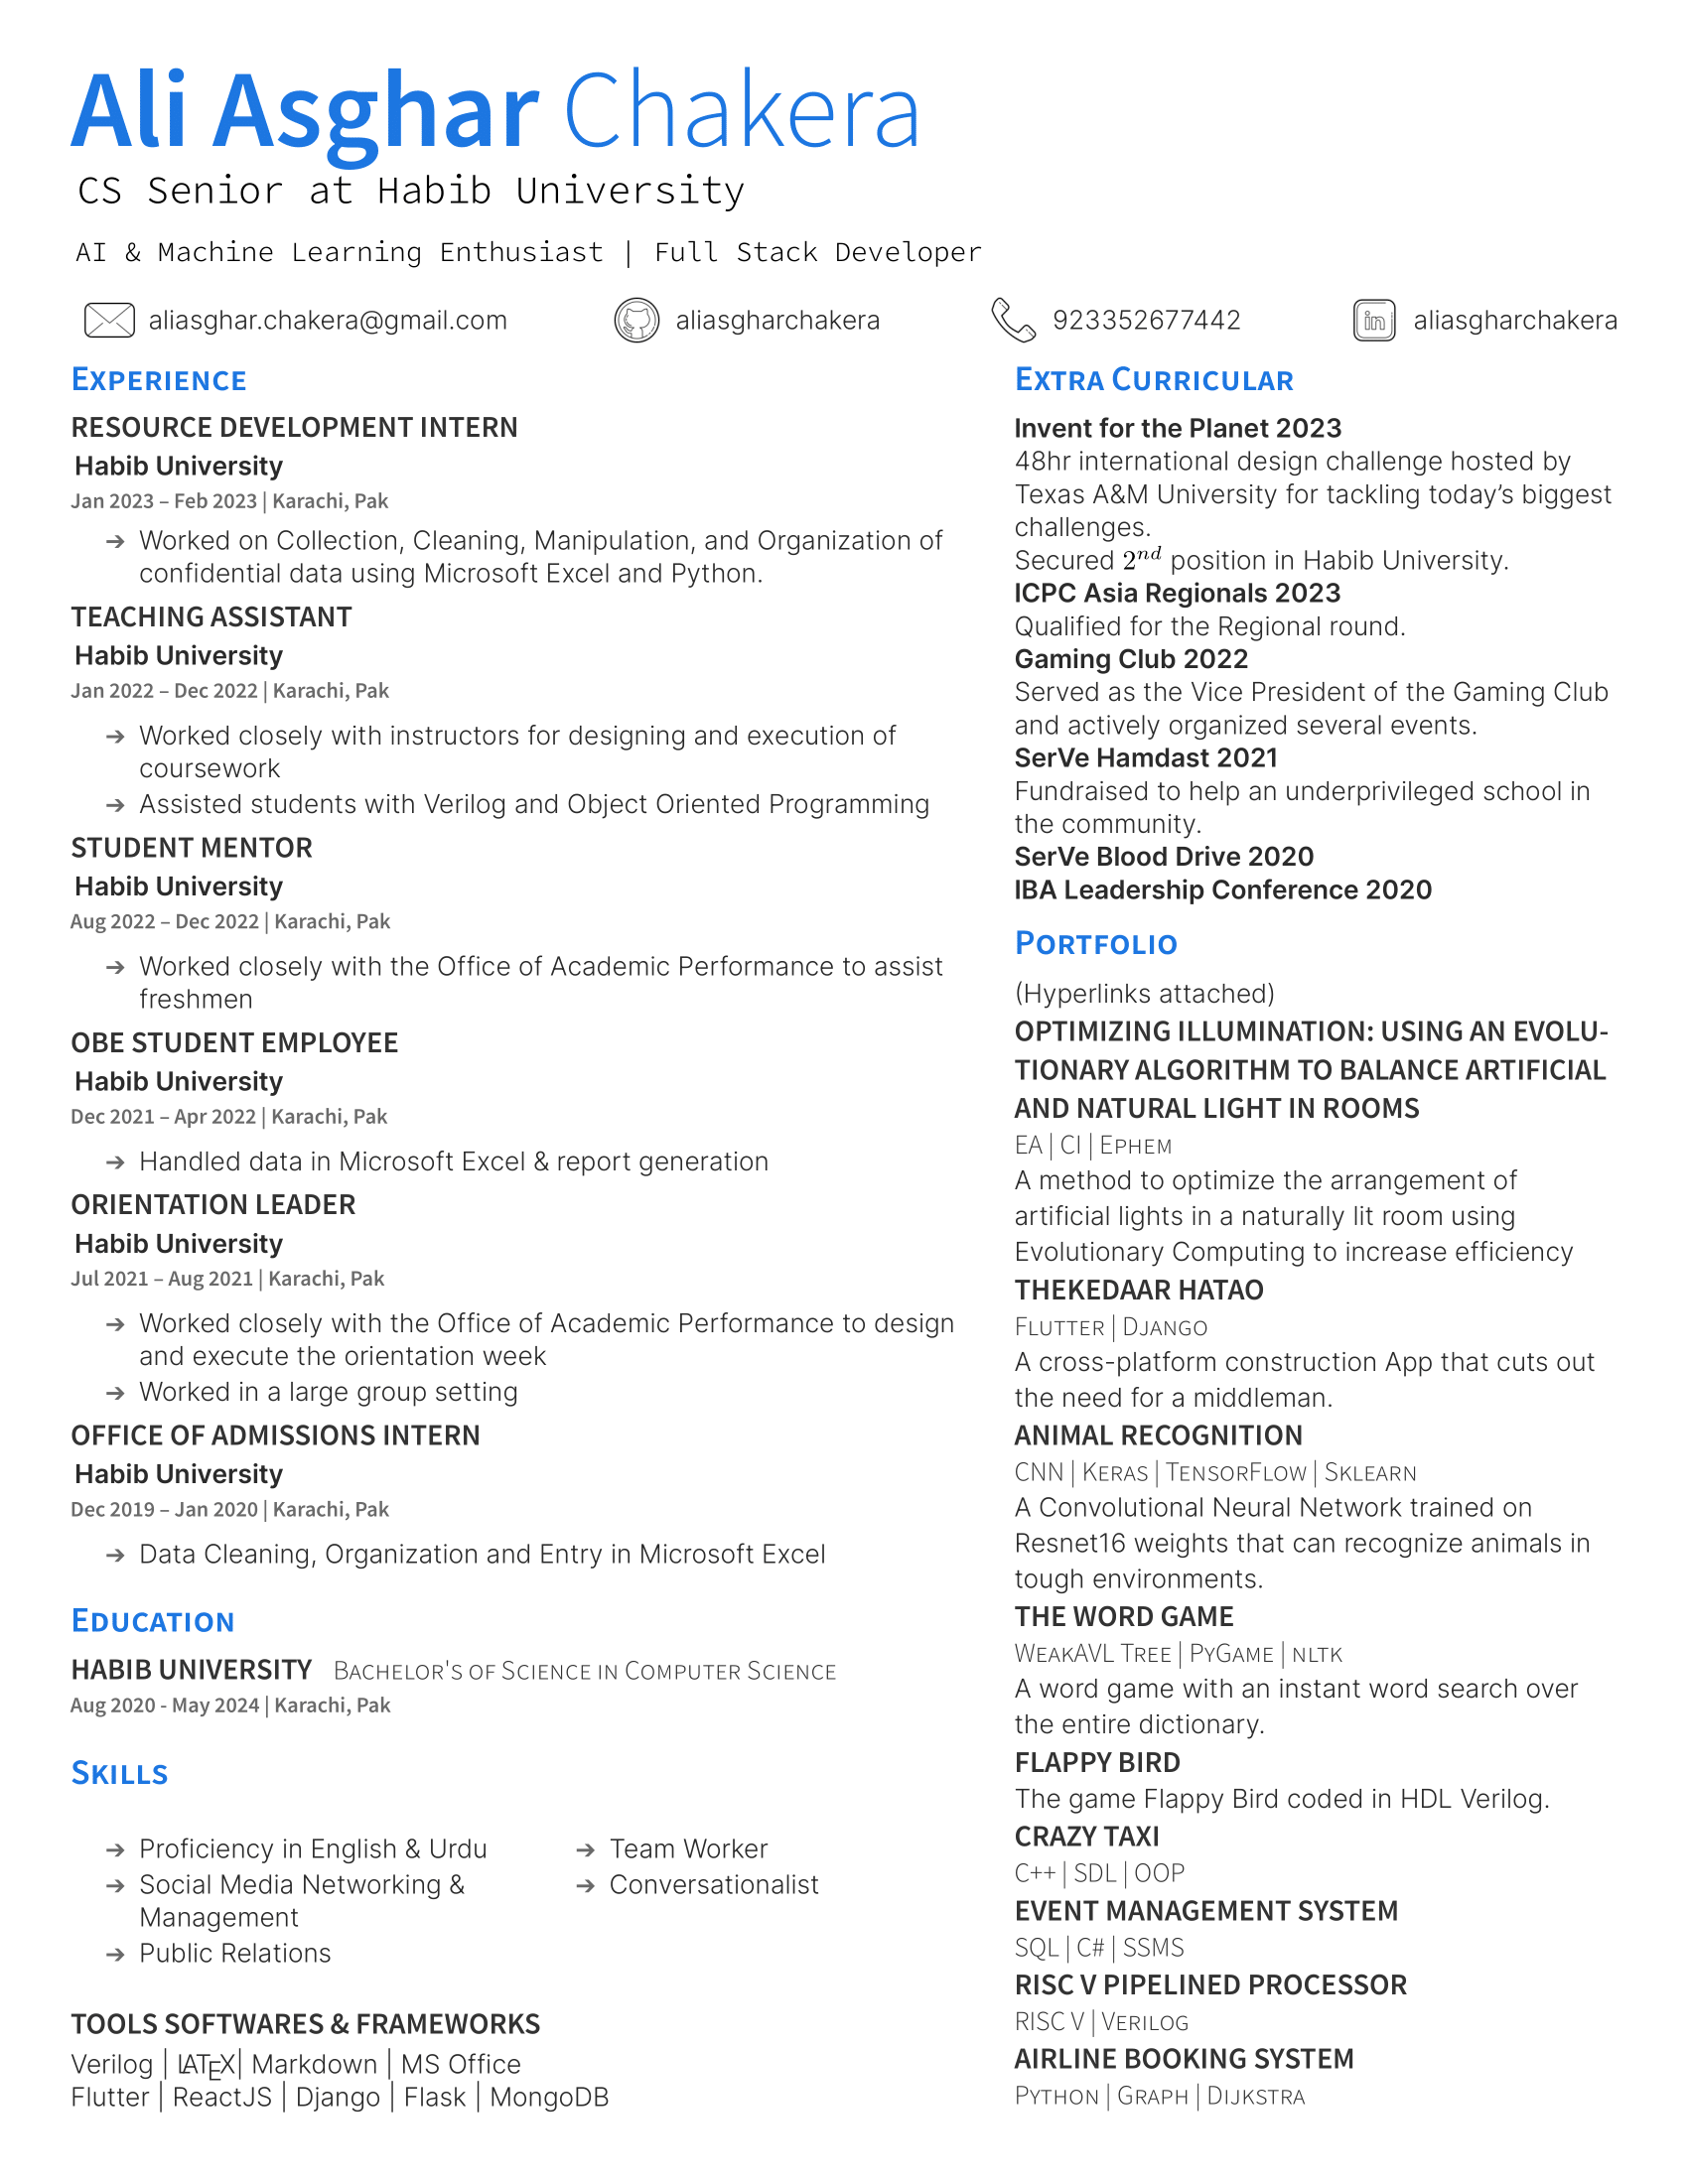 Ali Asghar Chakera
CS Senior at Habib University
AI & Machine Learning Enthusiast | Full Stack Developer
aliasghar.chakera@gmail.com aliasgharchakera 923352677442 aliasgharchakera
Experience
RESOURCE DEVELOPMENT INTERN
Habib University
Jan 2023 – Feb 2023 | Karachi, Pak
➔ Worked on Collection, Cleaning, Manipulation, and Organization of
confidential data using Microsoft Excel and Python.
TEACHING ASSISTANT
Habib University
Jan 2022 – Dec 2022 | Karachi, Pak
➔ Worked closely with instructors for designing and execution of
coursework
➔ Assisted students with Verilog and Object Oriented Programming
STUDENT MENTOR
Habib University
Aug 2022 – Dec 2022 | Karachi, Pak
➔ Worked closely with the Office of Academic Performance to assist
freshmen
OBE STUDENT EMPLOYEE
Habib University
Dec 2021 – Apr 2022 | Karachi, Pak
➔ Handled data in Microsoft Excel & report generation
ORIENTATION LEADER
Habib University
Jul 2021 – Aug 2021 | Karachi, Pak
➔ Worked closely with the Office of Academic Performance to design
and execute the orientation week
➔ Worked in a large group setting
OFFICE OF ADMISSIONS INTERN
Habib University
Dec 2019 – Jan 2020 | Karachi, Pak
➔ Data Cleaning, Organization and Entry in Microsoft Excel
Education
HABIB UNIVERSITY Bachelor's of Science in Computer Science
Aug 2020 - May 2024 | Karachi, Pak
Skills
➔ Proficiency in English & Urdu
➔ Social Media Networking &
Management
➔ Public Relations
➔ Team Worker
➔ Conversationalist
TOOLS SOFTWARES & FRAMEWORKS
Verilog | LATEX| Markdown | MS Office
Flutter | ReactJS | Django | Flask | MongoDB
Extra Curricular
Invent for the Planet 2023
48hr international design challenge hosted by
Texas A&M University for tackling today’s biggest
challenges.
Secured 2nd position in Habib University.
ICPC Asia Regionals 2023
Qualified for the Regional round.
Gaming Club 2022
Served as the Vice President of the Gaming Club
and actively organized several events.
SerVe Hamdast 2021
Fundraised to help an underprivileged school in
the community.
SerVe Blood Drive 2020
IBA Leadership Conference 2020
Portfolio
(Hyperlinks attached)
OPTIMIZING ILLUMINATION: USING AN EVOLU-
TIONARY ALGORITHM TO BALANCE ARTIFICIAL
AND NATURAL LIGHT IN ROOMS
EA | CI | Ephem
A method to optimize the arrangement of
artificial lights in a naturally lit room using
Evolutionary Computing to increase efficiency
THEKEDAAR HATAO
Flutter | Django
A cross-platform construction App that cuts out
the need for a middleman.
ANIMAL RECOGNITION
CNN | Keras | TensorFlow | Sklearn
A Convolutional Neural Network trained on
Resnet16 weights that can recognize animals in
tough environments.
THE WORD GAME
WeakAVL Tree | PyGame | nltk
A word game with an instant word search over
the entire dictionary.
FLAPPY BIRD
The game Flappy Bird coded in HDL Verilog.
CRAZY TAXI
C++ | SDL | OOP
EVENT MANAGEMENT SYSTEM
SQL | C# | SSMS
RISC V PIPELINED PROCESSOR
RISC V | Verilog
AIRLINE BOOKING SYSTEM
Python | Graph | Dijkstra